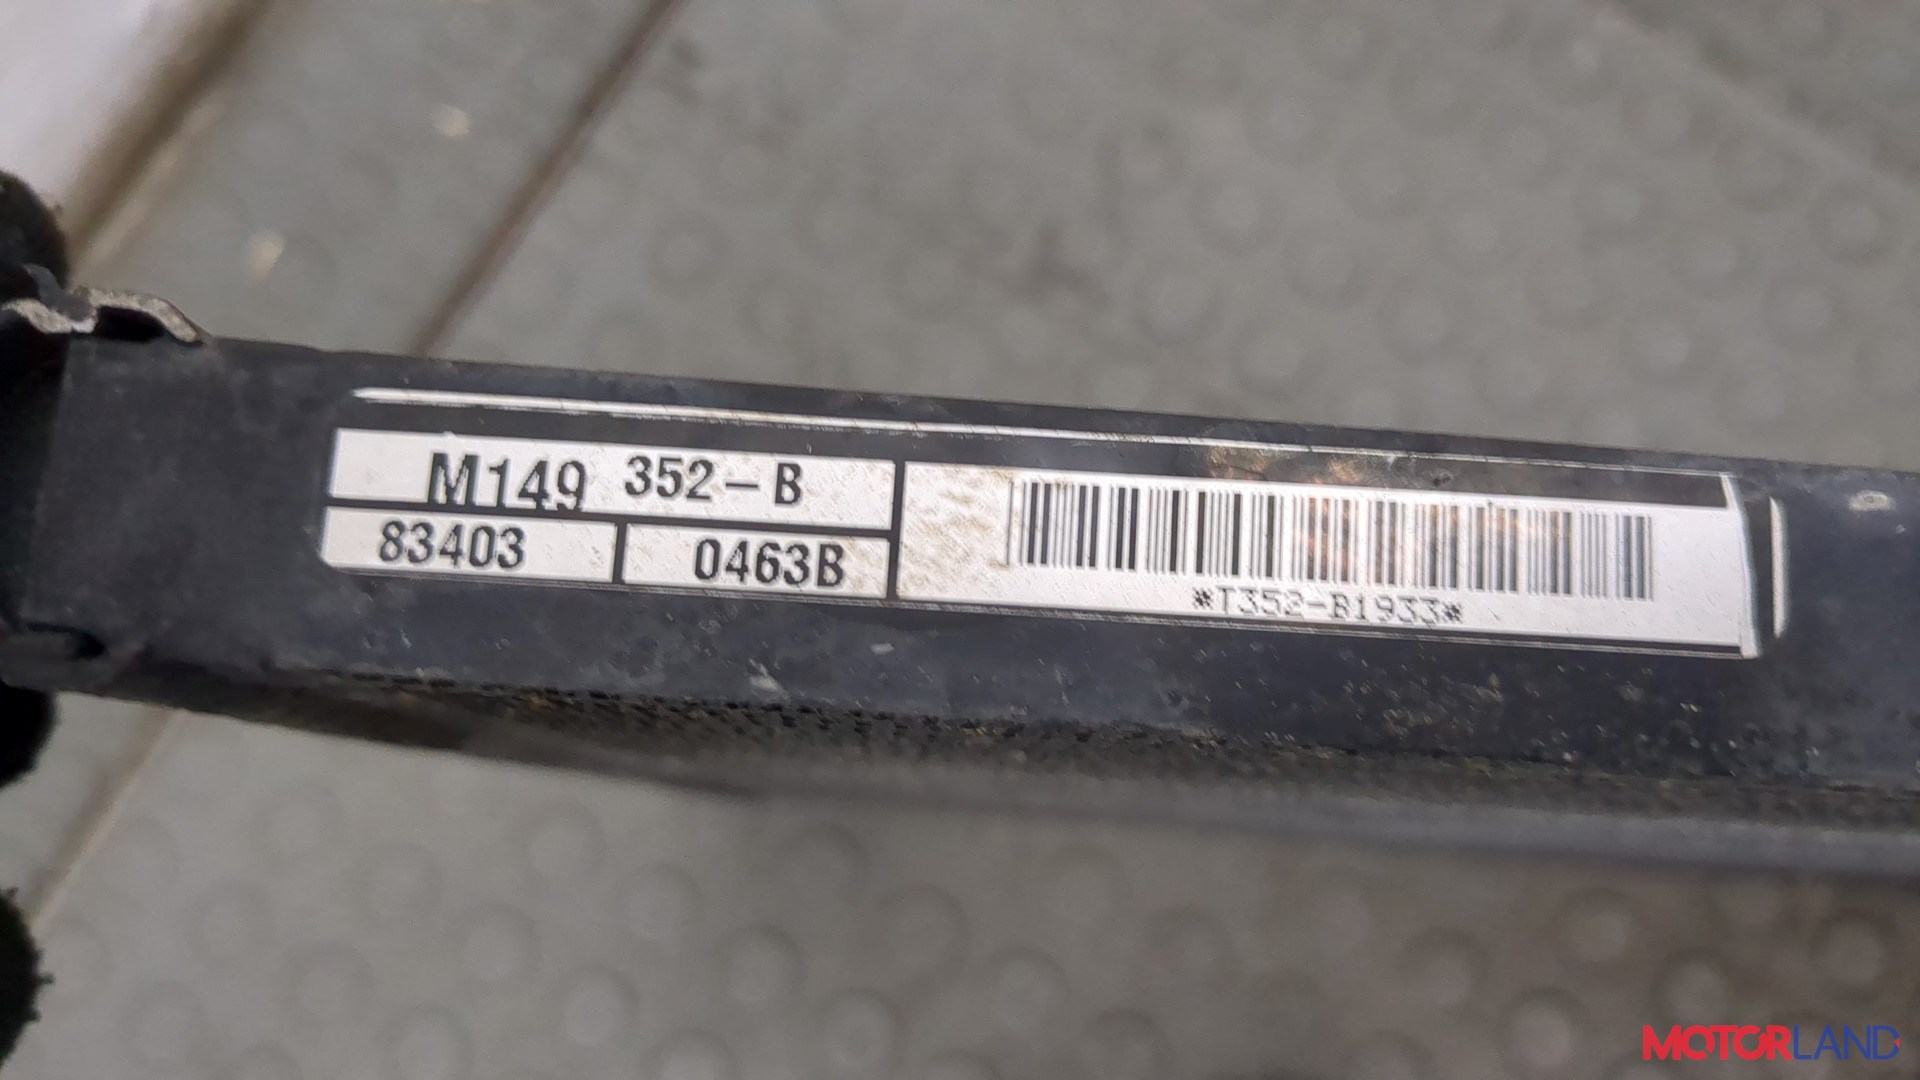 M149 352-B
83403 0463B
*T352-B1933*
MOTORLAND